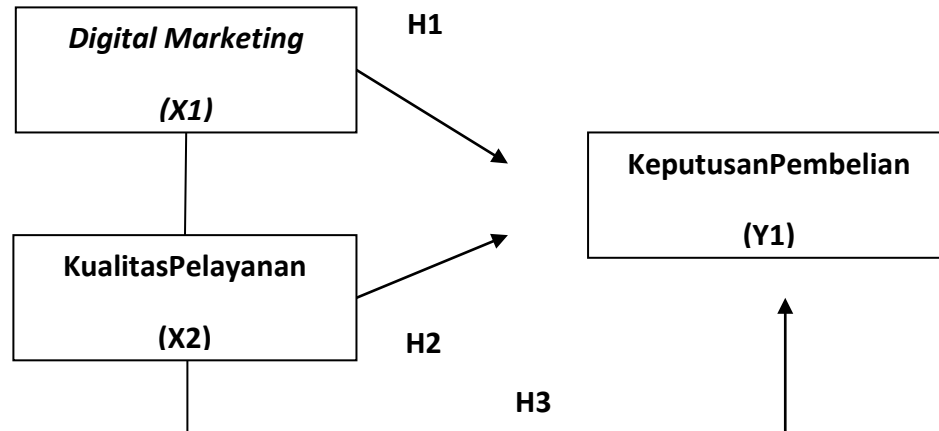 Digital Marketing
(X1)
H1
KeputusanPembelian
(Y1)
KualitasPelayanan
(X2)
H2
H3